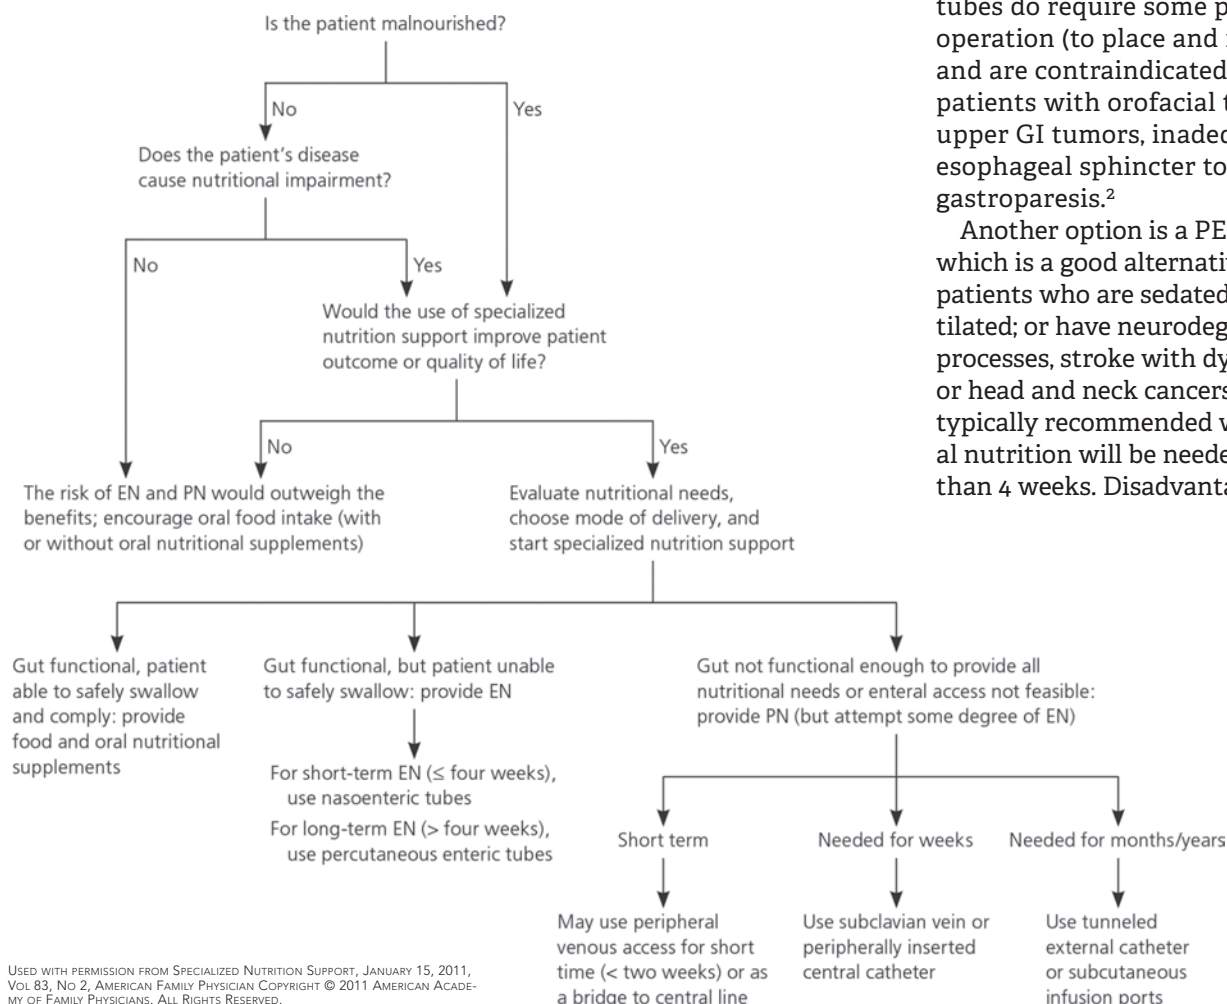 Is the patient malnourished?
No
Yes
Does the patient's disease
cause nutritional impairment?
No
Yes
Would the use of specialized
nutrition support improve patient
outcome or quality of life?
No
Yes
The risk of EN and PN would outweigh the
benefits; encourage oral food intake (with
or without oral nutritional supplements)
Evaluate nutritional needs,
choose mode of delivery, and
start specialized nutrition support
Gut functional, patient
able to safely swallow
and comply: provide
food and oral nutritional
supplements
Gut functional, but patient unable
to safely swallow: provide EN
For short-term EN (≤ four weeks),
use nasoenteric tubes
For long-term EN (> four weeks),
use percutaneous enteric tubes
Gut not functional enough to provide all
nutritional needs or enteral access not feasible:
provide PN (but attempt some degree of EN)
Short term
Needed for weeks
Needed for months/years
May use peripheral
venous access for short
time (< two weeks) or as
a bridge to central line
Use subclavian vein or
peripherally inserted
central catheter
Use tunneled
external catheter
or subcutaneous
infusion ports
USED WITH PERMISSION FROM SPECIALIZED NUTRITION SUPPORT, JANUARY 15, 2011,
VOL 83, NO 2, AMERICAN FAMILY PHYSICIAN COPYRIGHT © 2011 AMERICAN ACADE-
MY OF FAMILY PHYSICIANS. ALL RIGHTS RESERVED.
tubes do require some
operation (to place and
and are contraindicated
patients with orofacial
upper GI tumors,
esophageal sphincter
gastroparesis.²
Another option is a
which is a good
patients who are sedated
or have
processes, stroke with
or head and neck cancers
typically recommended
al nutrition will be
than 4 weeks.